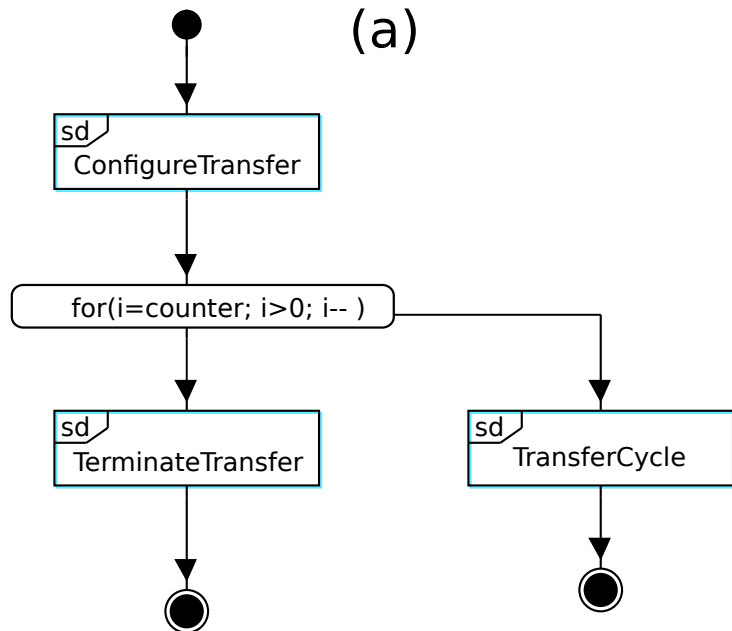 (a)
sd
ConfigureTransfer
for(i=counter; i>0; i-- )
sd
TerminateTransfer
sd
TransferCycle